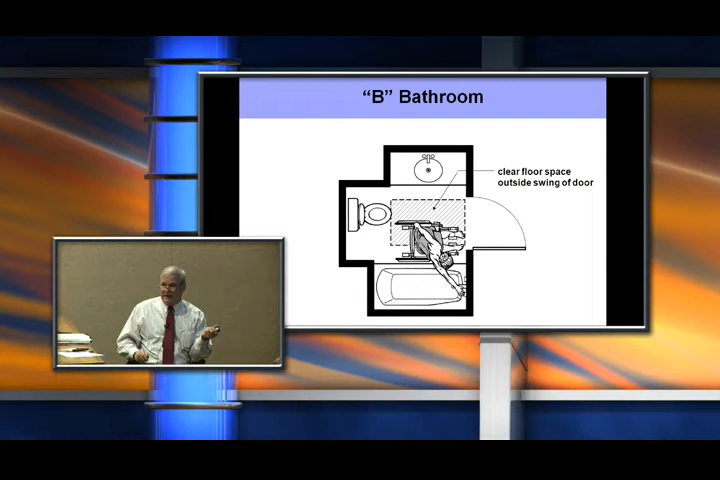 “B” Bathroom
clear floor space
outside swing of door